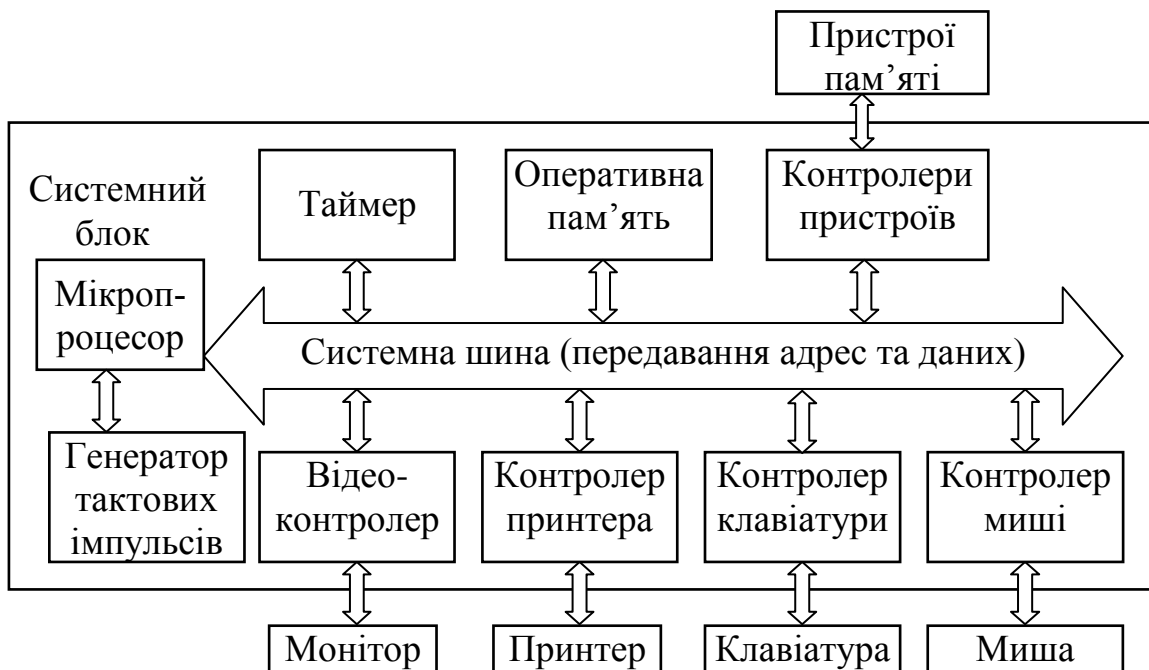 Пристрої
пам’яті
Системний
блок
Таймер
Оперативна
пам’ять
Контролери
пристроїв
Мікроп-
роцесор
Системна шина (передавання адрес та даних)
Генератор
тактових
імпульсів
Відео-
контролер
Контролер
принтера
Контролер
клавіатури
Контролер
миші
Монітор
Принтер
Клавіатура
Миша